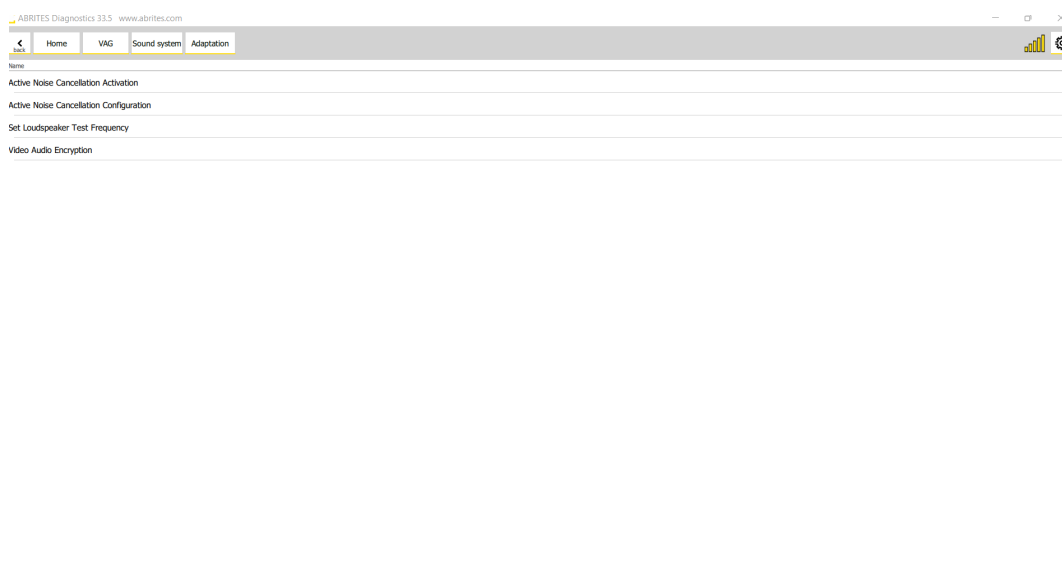 ABRITES Diagnostics 33.5 www.abrites.com
back Home VAG Sound system Adaptation
Name
Active Noise Cancellation Activation
Active Noise Cancellation Configuration
Set Loudspeaker Test Frequency
Video Audio Encryption